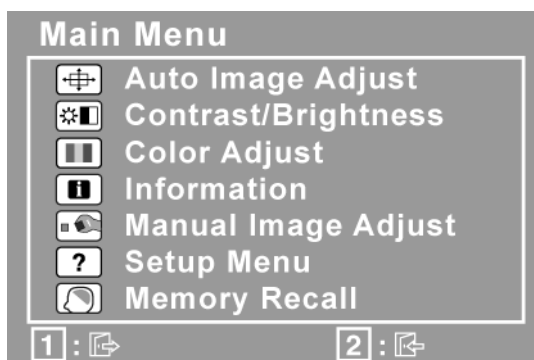 Main Menu
Auto Image Adjust
Contrast/Brightness
Color Adjust
i Information
Manual Image Adjust
? Setup Menu
Memory Recall
1 : 2 :